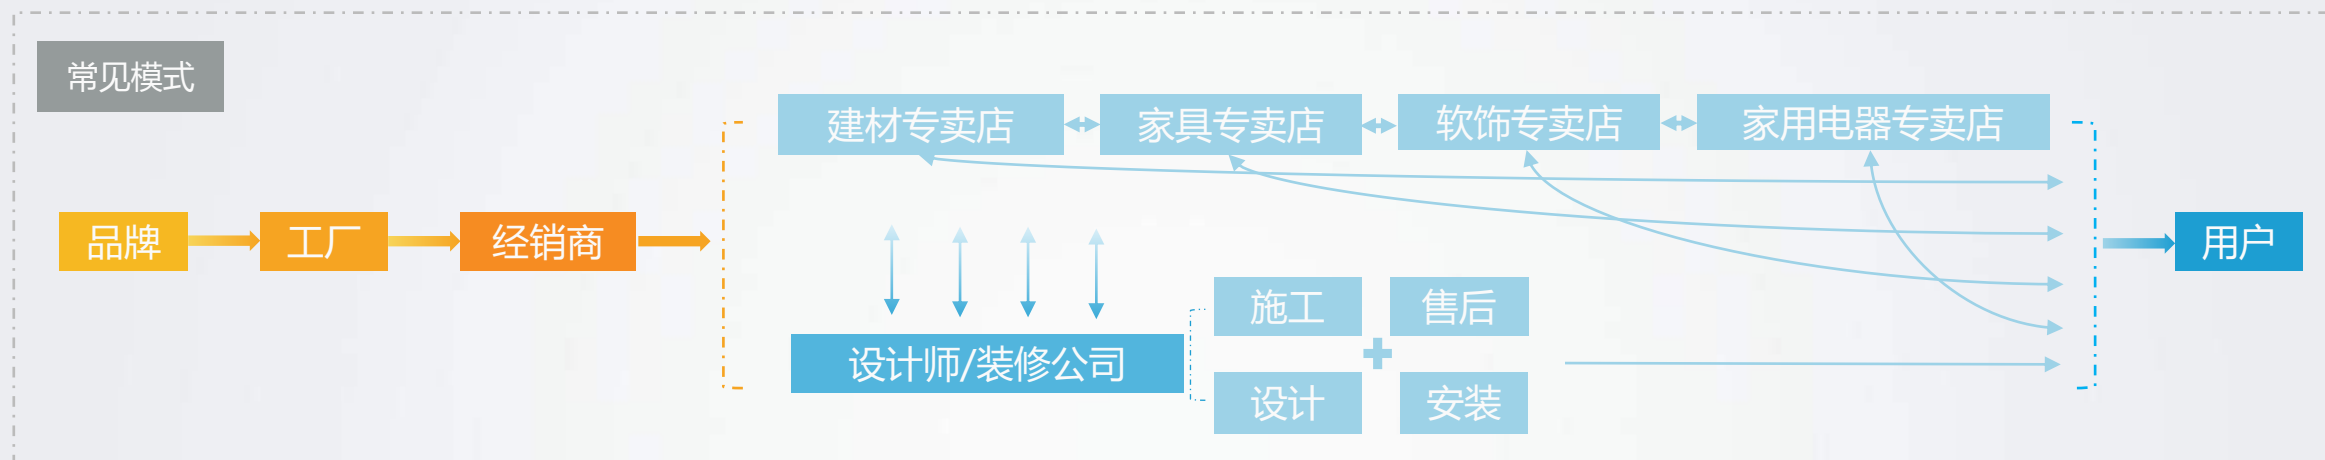 常见模式
建材专卖店
家具专卖店
软饰专卖店
家用电器专卖店
品牌
工厂
经销商
用户
设计师/装修公司
施工
售后
设计
安装